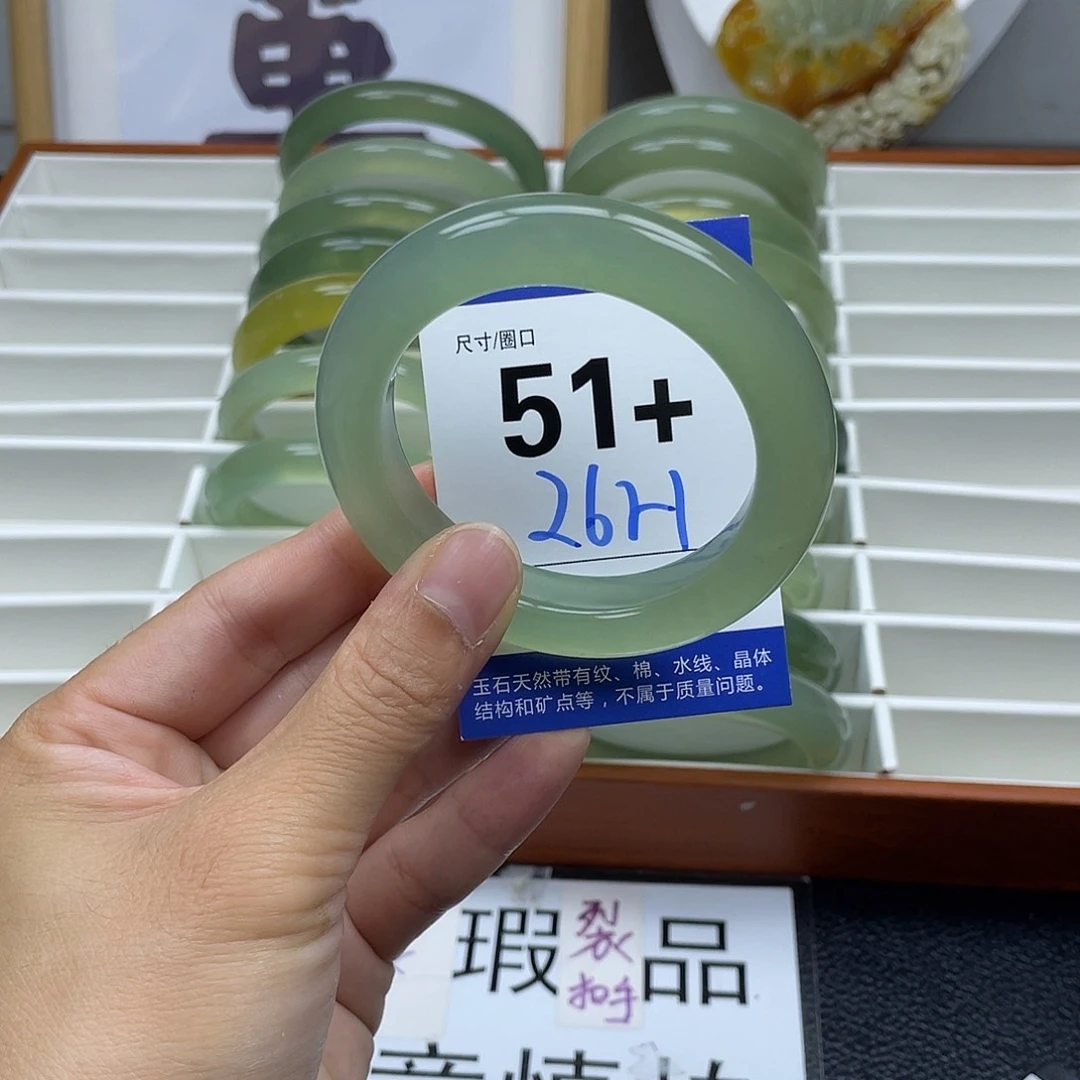 尺寸/圈口
51+
玉石天然带有纹、棉、水线、晶体
结构和矿点等，不属于质量问题。
瑕裂品
扣手